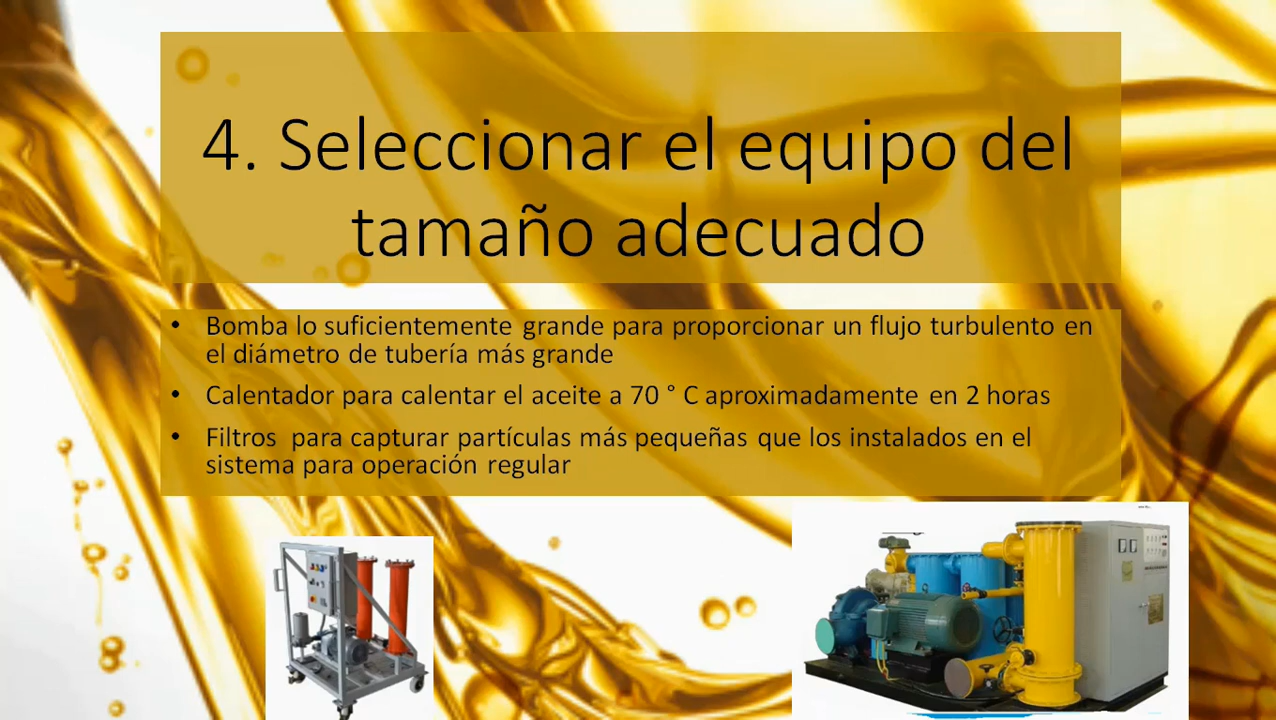 4. Seleccionar el equipo del
tamaño adecuado
• Bomba lo suficientemente grande para proporcionar un flujo turbulento en
el diámetro de tubería más grande
• Calentador para calentar el aceite a 70 ° C aproximadamente en 2 horas
• Filtros para capturar partículas más pequeñas que los instalados en el
sistema para operación regular